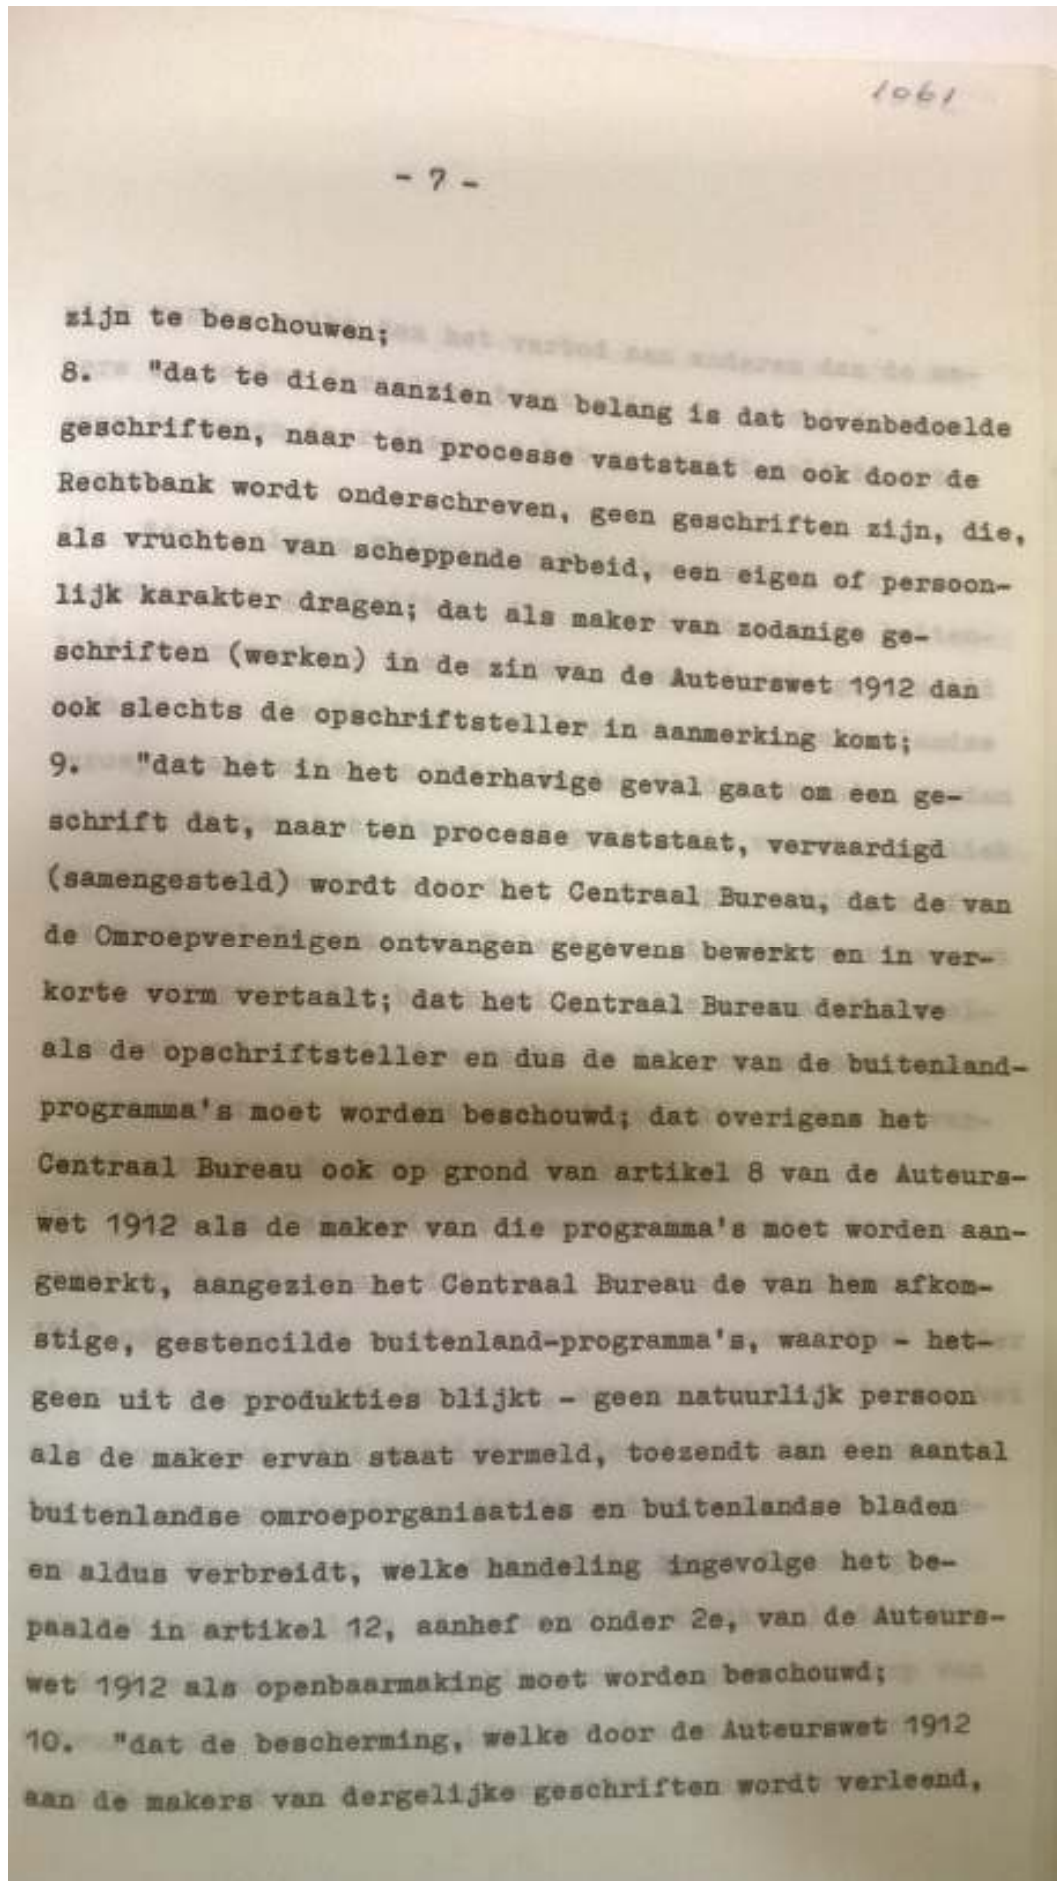 1061
- 7 -
zijn te beschouwen;
8. "dat te dien aanzien van belang is dat bovenbedoelde
geschriften, naar ten processe vaststaat en ook door de
Rechtbank wordt onderschreven, geen geschriften zijn, die,
als vruchten van scheppende arbeid, een eigen of persoon-
lijk karakter dragen; dat als maker van zodanige ge-
schriften (werken) in de zin van de Auteurswet 1912 dan
ook slechts de opschriftsteller in aanmerking komt;
9. "dat het in het onderhavige geval gaat om een ge-
schrift dat, naar ten processe vaststaat, vervaardigd
(samengesteld) wordt door het Centraal Bureau, dat de van
de Omroepverenigen ontvangen gegevens bewerkt en in ver-
korte vorm vertaalt; dat het Centraal Bureau derhalve
als de opschriftsteller en dus de maker van de buitenland-
programma's moet worden beschouwd; dat overigens het
Centraal Bureau ook op grond van artikel 8 van de Auteurs-
wet 1912 als de maker van die programma's moet worden aan-
gemerkt, aangezien het Centraal Bureau de van hem afkom-
stige, gestencilde buitenland-programma's, waarop - het-
geen uit de produkties blijkt - geen natuurlijk persoon
als de maker ervan staat vermeld, toezendt aan een aantal
buitenlandse omroeporganisaties en buitenlandse bladen
en aldus verbreidt, welke handeling ingevolge het be-
paalde in artikel 12, aanhef en onder 2e, van de Auteurs-
wet 1912 als openbaarmaking moet worden beschouwd;
10. "dat de bescherming, welke door de Auteurswet 1912
aan de makers van dergelijke geschriften wordt verleend,